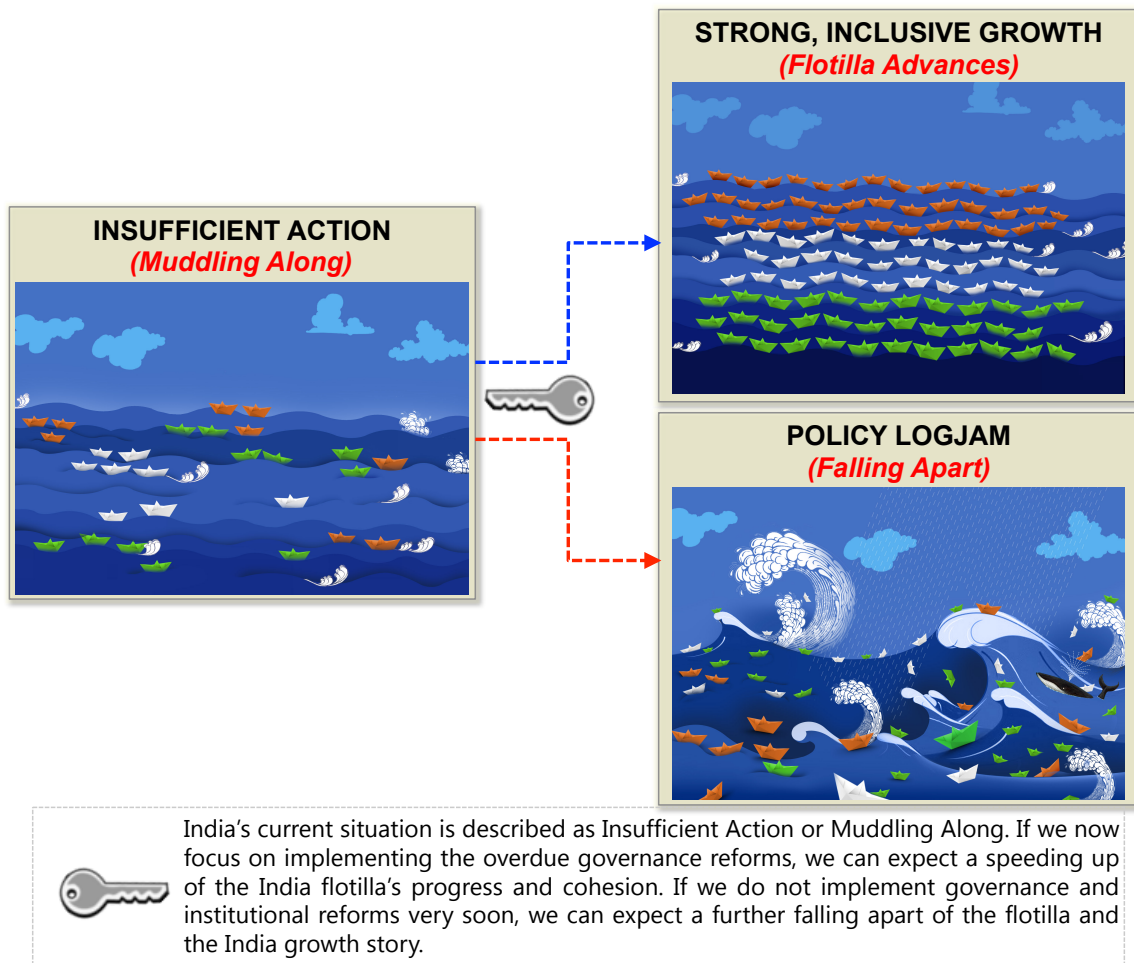 STRONG, INCLUSIVE GROWTH
(Flotilla Advances)
INSUFFICIENT ACTION
(Muddling Along)
POLICY LOGJAM
(Falling Apart)
India’s current situation is described as Insufficient Action or Muddling Along. If we now
focus on implementing the overdue governance reforms, we can expect a speeding up
of the India flotilla’s progress and cohesion. If we do not implement governance and
institutional reforms very soon, we can expect a further falling apart of the flotilla and
the India growth story.